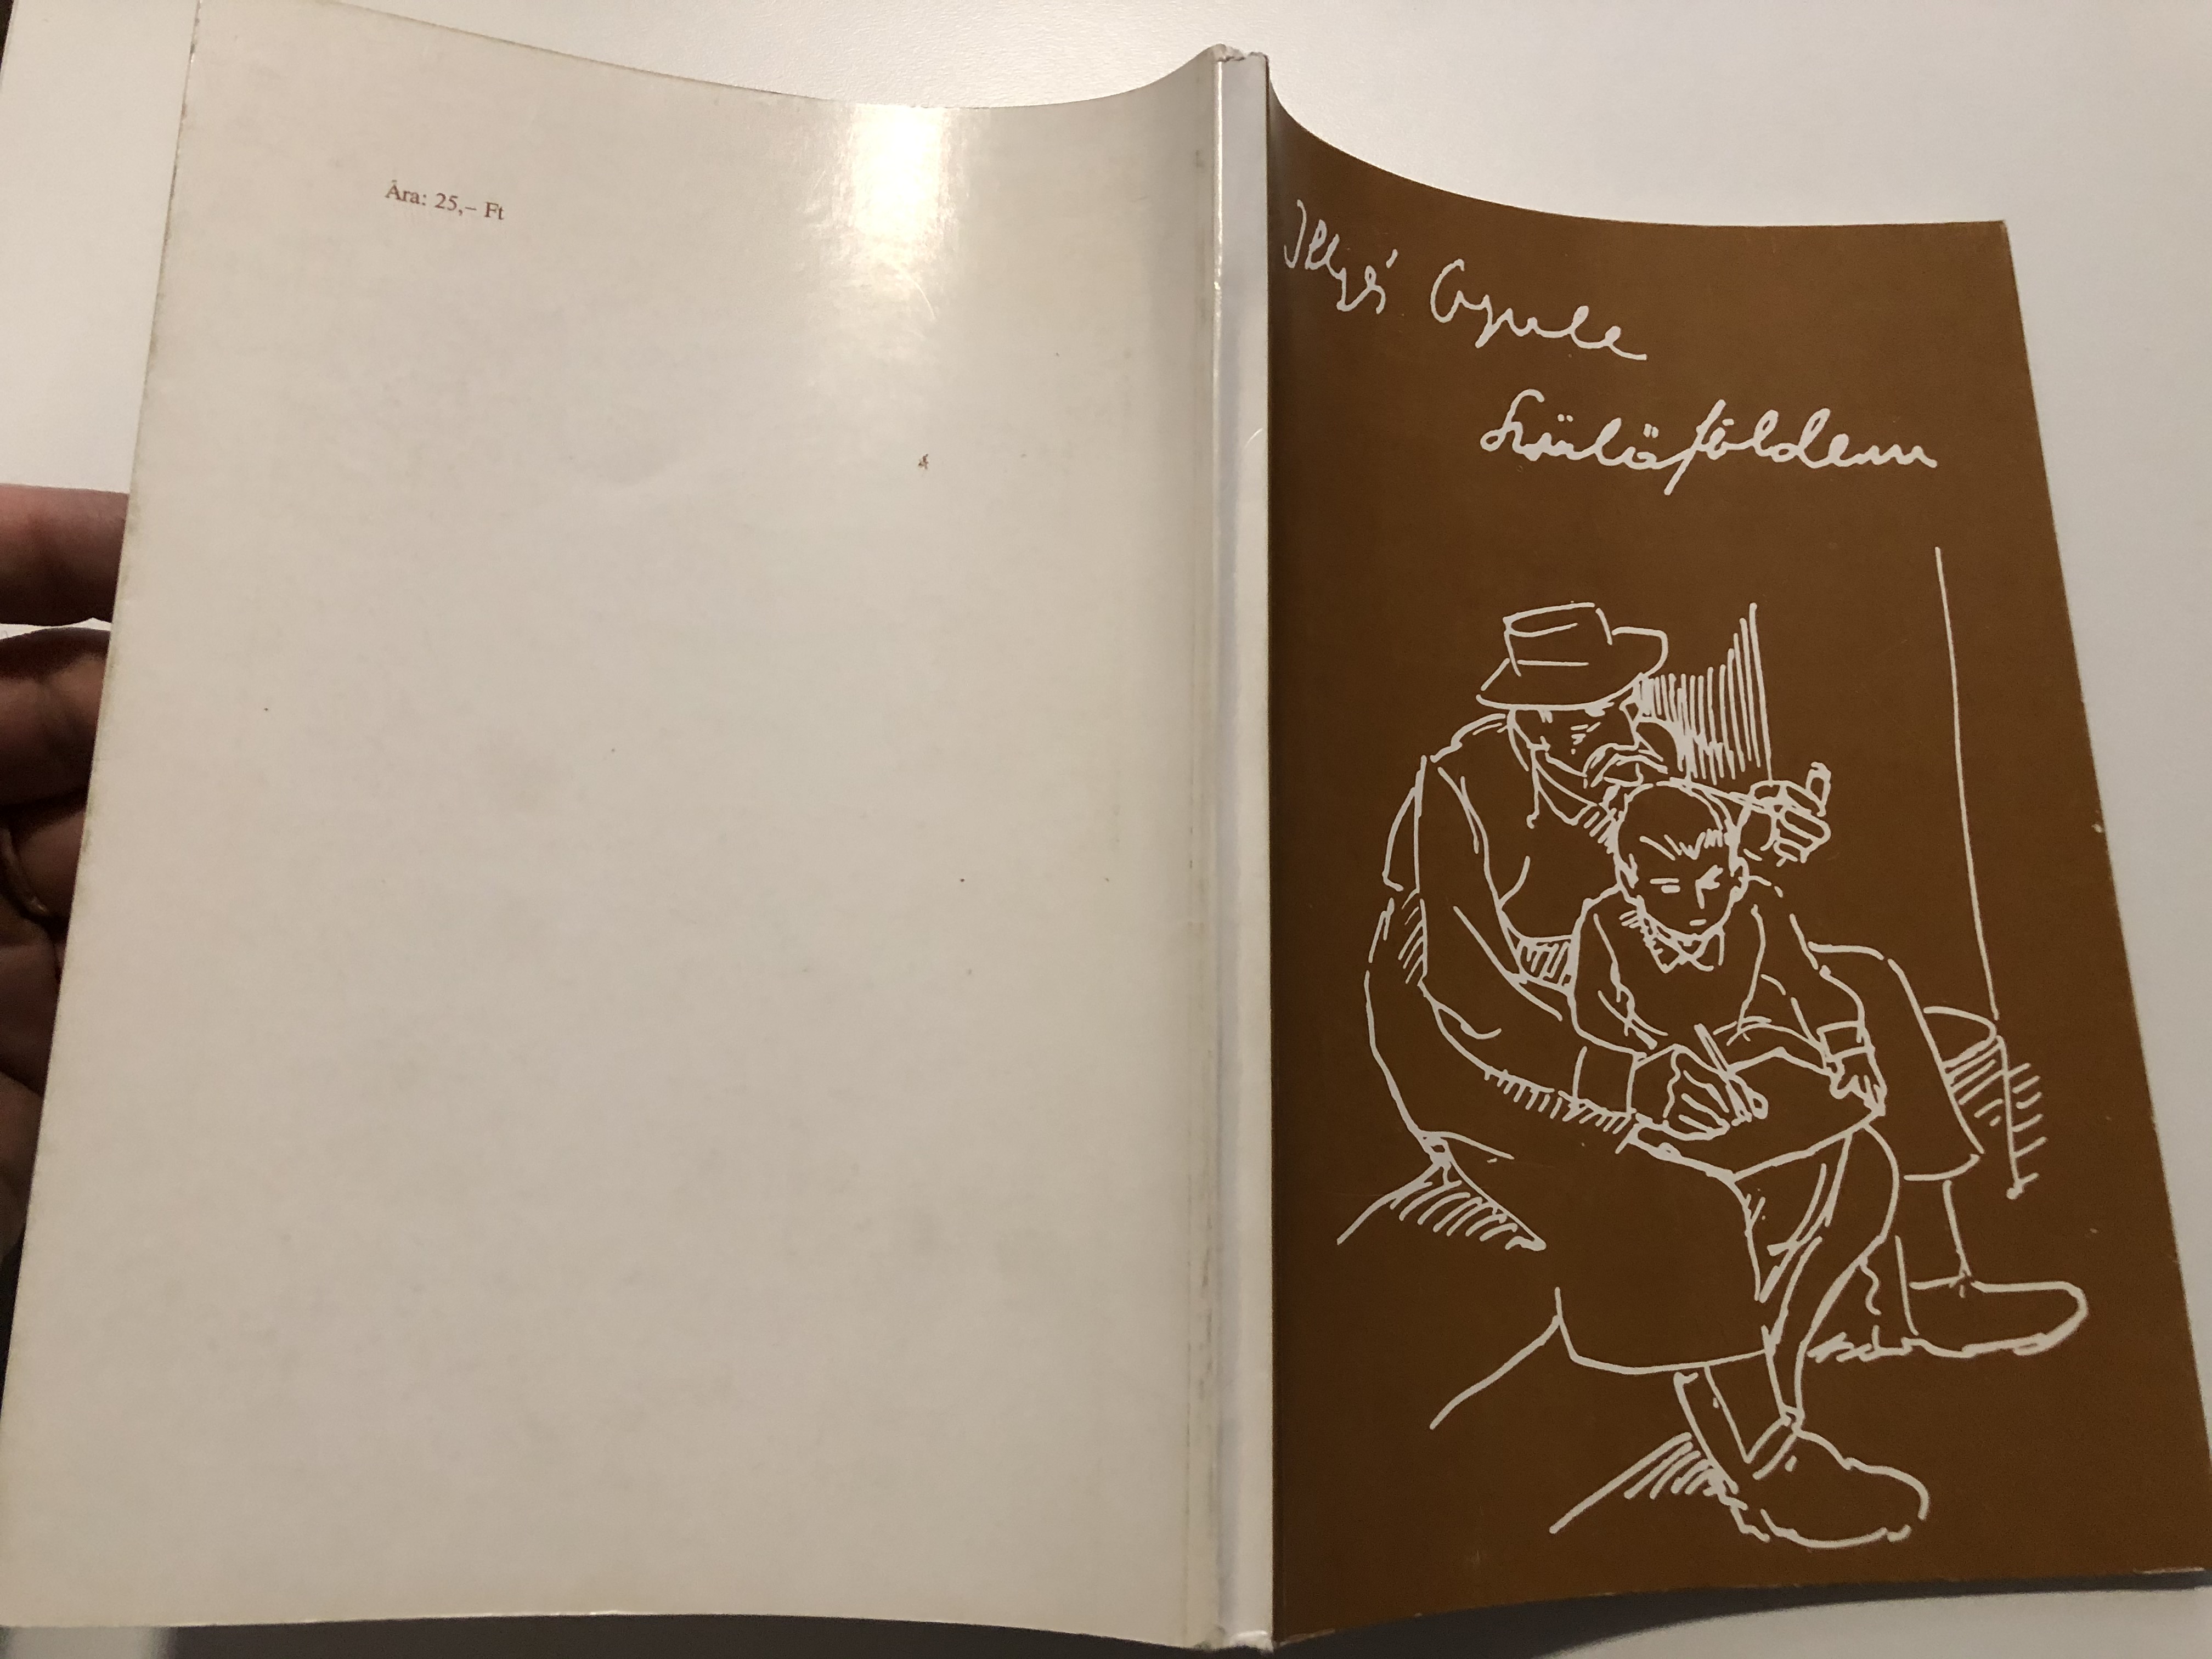 Ára: 25,– Ft
Illyés Gyula
Szülőföldem